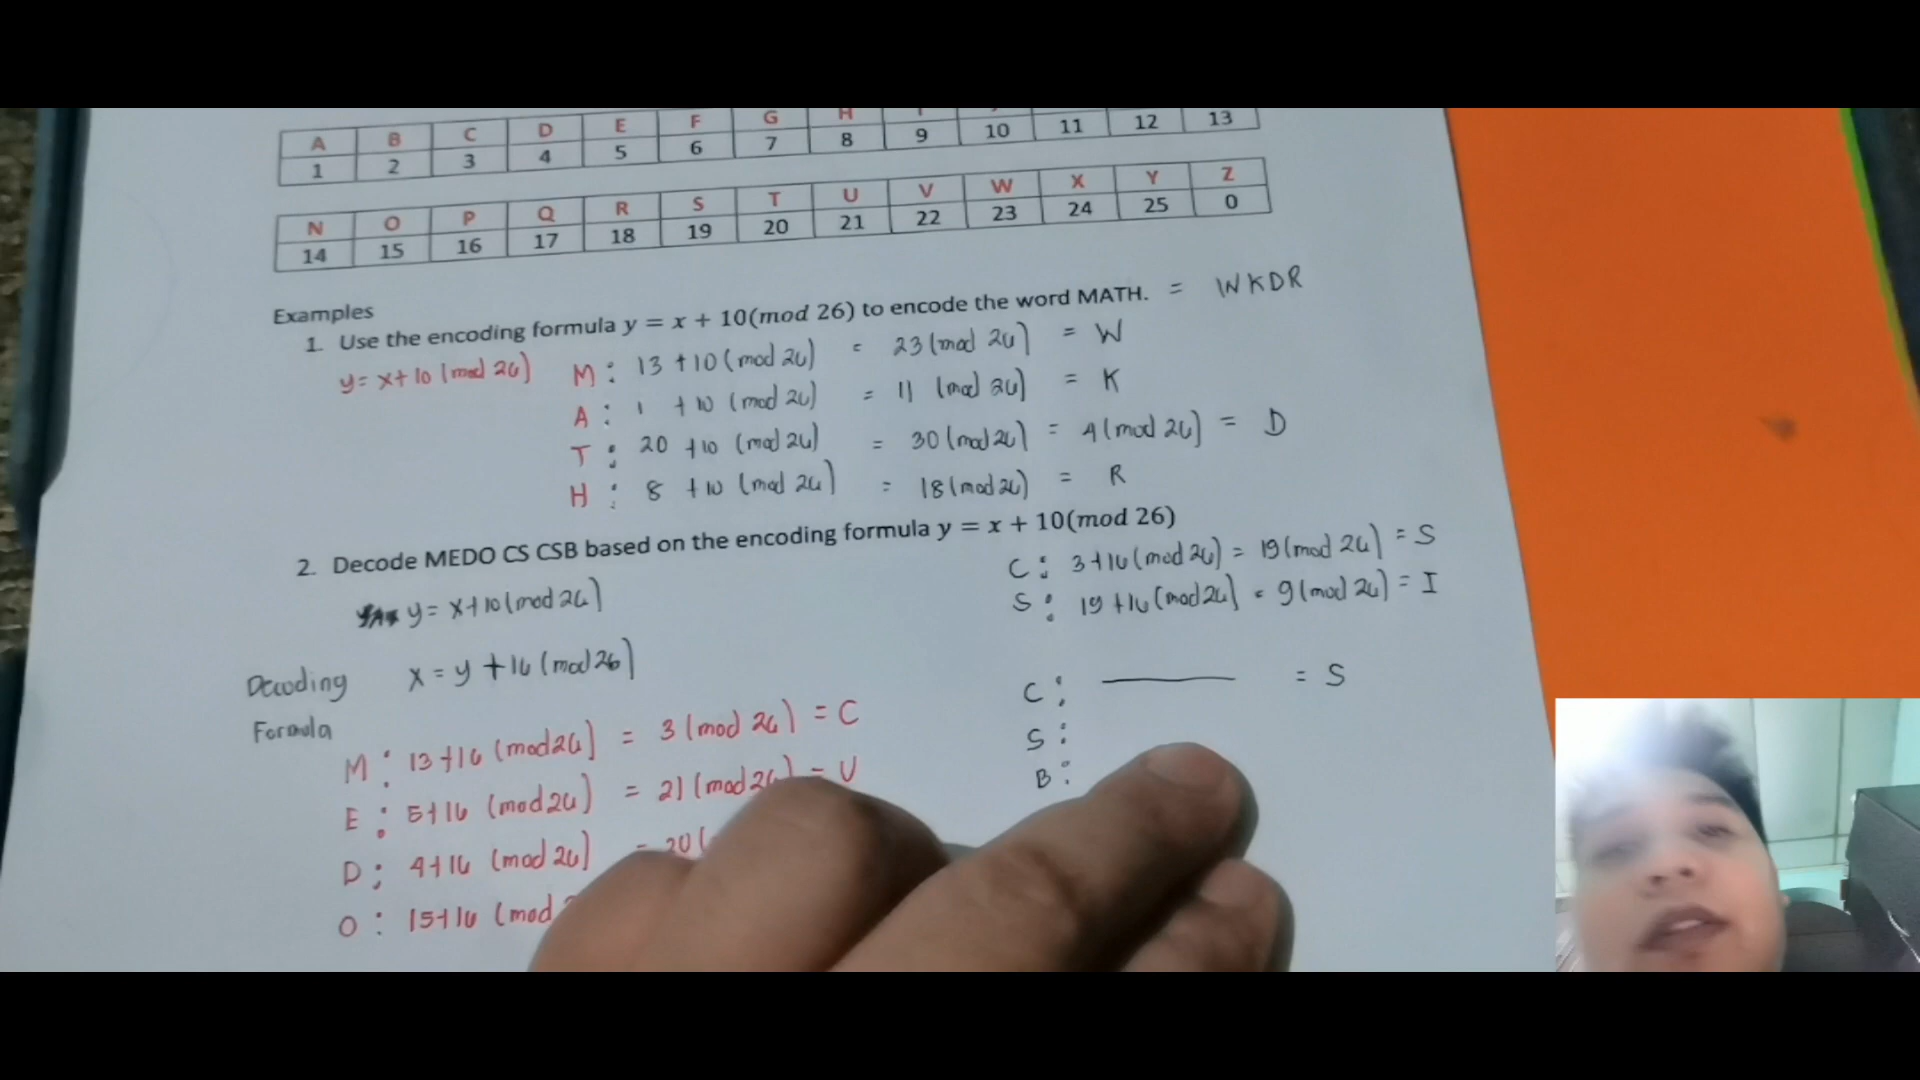 A B C D E F G H
1 2 3 4 5 6 7 8 9 10 11 12 13
N O P Q R S T U V W X Y Z
14 15 16 17 18 19 20 21 22 23 24 25 0
Examples
1. Use the encoding formula y = x + 10(mod 26) to encode the word MATH. = WKDR
y = x + 10 (mod 26)
M : 13 + 10 (mod 26) = 23 (mod 26) = W
A : 1 + 10 (mod 26) = 11 (mod 26) = K
T : 20 + 10 (mod 26) = 30 (mod 26) = 4 (mod 26) = D
H : 8 + 10 (mod 26) = 18 (mod 26) = R
2. Decode MEDO CS CSB based on the encoding formula y = x + 10(mod 26)
y = x + 10 (mod 26)
Decoding
Formula
x = y + 16 (mod 26)
M : 13 + 16 (mod 26) = 3 (mod 26) = C
E : 5 + 16 (mod 26) = 21 (mod 26) = U
D : 4 + 16 (mod 26) = 20 (
O : 15 + 16 (mod
C : 3 + 16 (mod 26) = 19 (mod 26) = S
S : 19 + 16 (mod 26) = 9 (mod 26) = I
C : = S
S :
B :